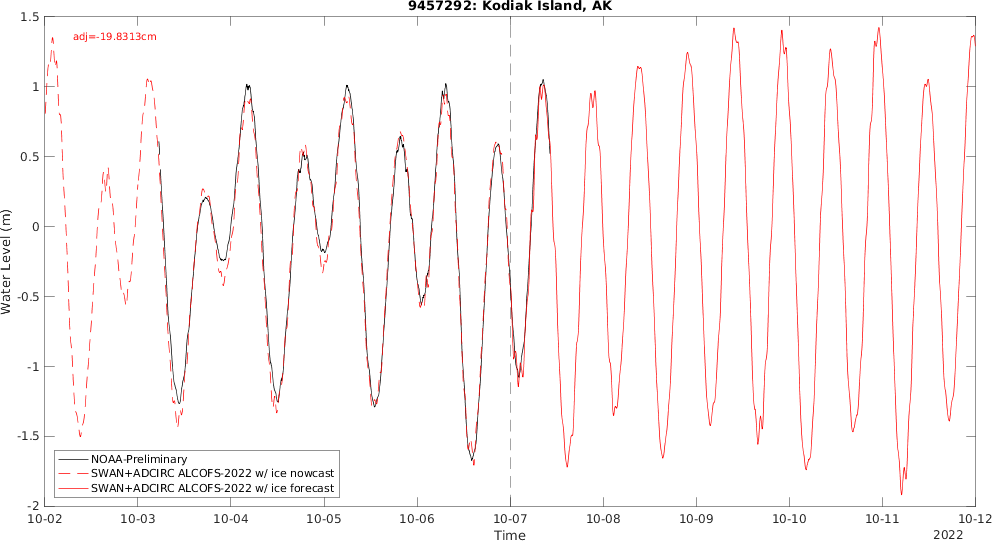 9457292: Kodiak Island, AK
adj=-19.8313cm
1.5
1
0.5
0
-0.5
-1
-1.5
-2
Water Level (m)
NOAA-Preliminary
SWAN+ADCIRC ALCOFS-2022 w/ ice nowcast
SWAN+ADCIRC ALCOFS-2022 w/ ice forecast
10-02 10-03 10-04 10-05 10-06 10-07 10-08 10-09 10-10 10-11 10-12
Time
2022